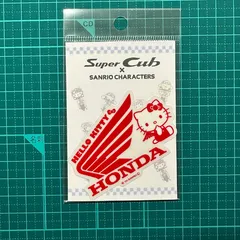 Super Cub
×
SANRIO CHARACTERS
HELLO KITTY &
HONDA